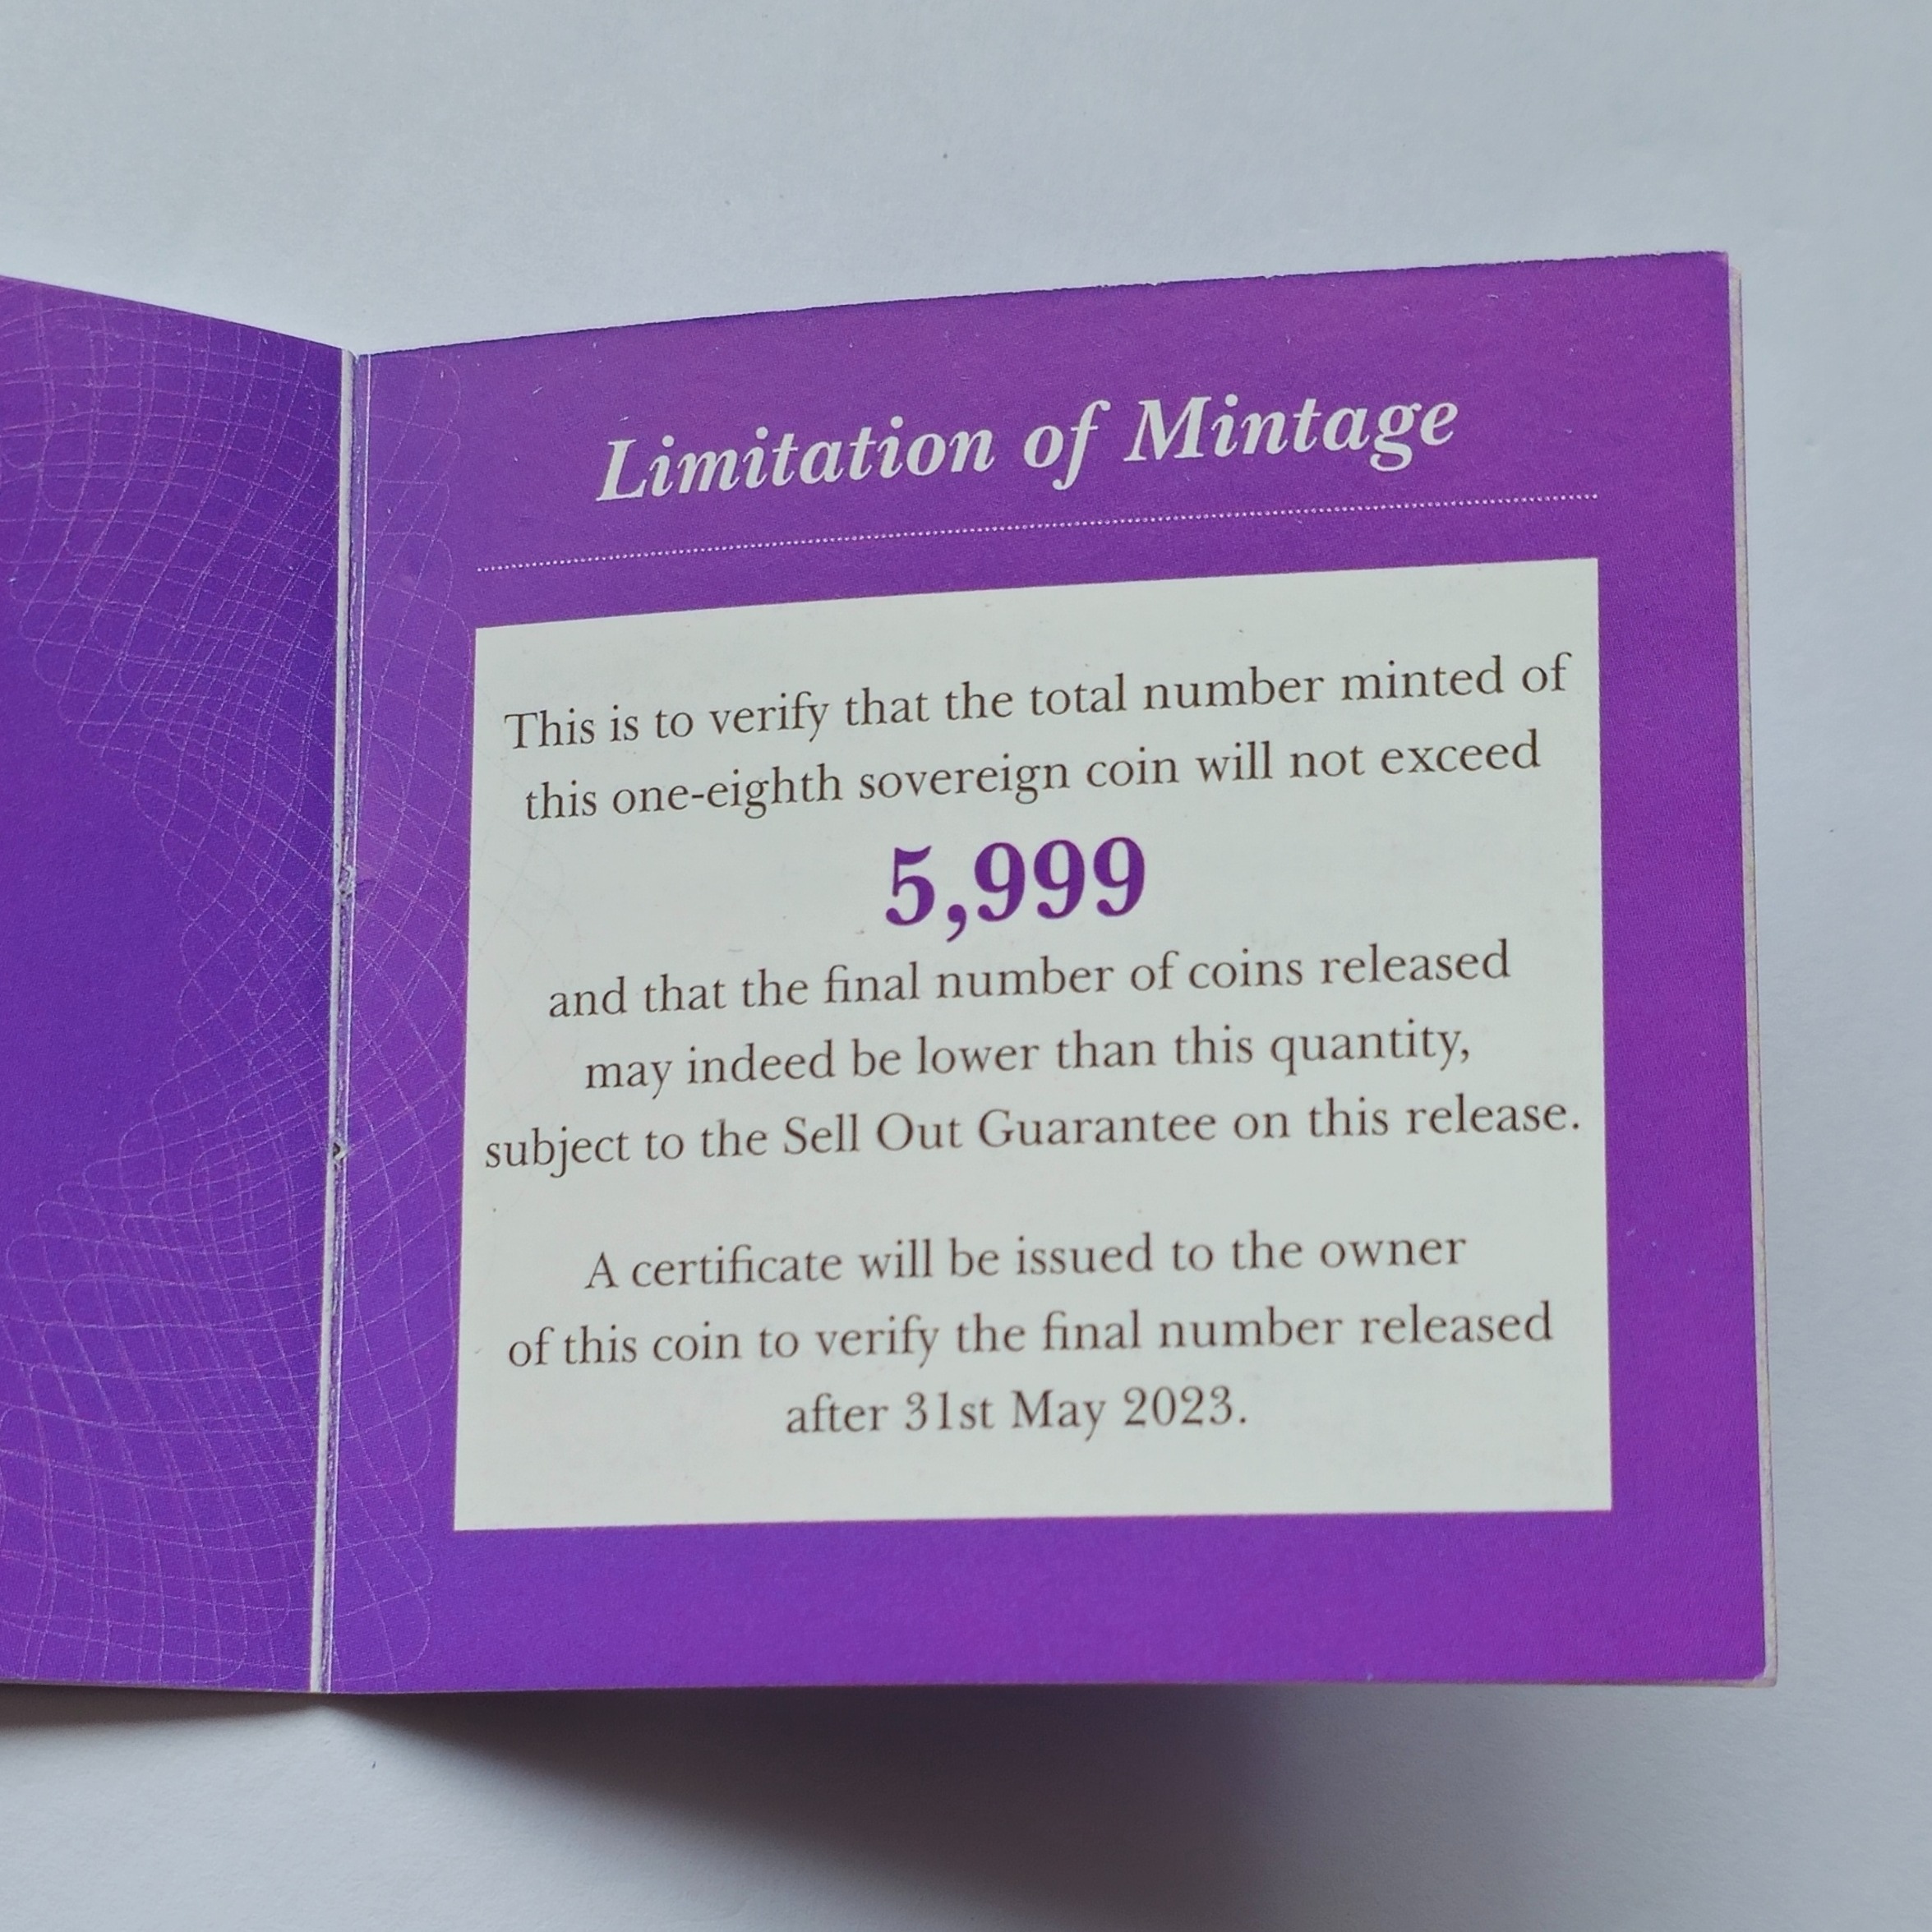 Limitation of Mintage
This is to verify that the total number minted of
this one-eighth sovereign coin will not exceed
5,999
and that the final number of coins released
may indeed be lower than this quantity,
subject to the Sell Out Guarantee on this release.
A certificate will be issued to the owner
of this coin to verify the final number released
after 31st May 2023.